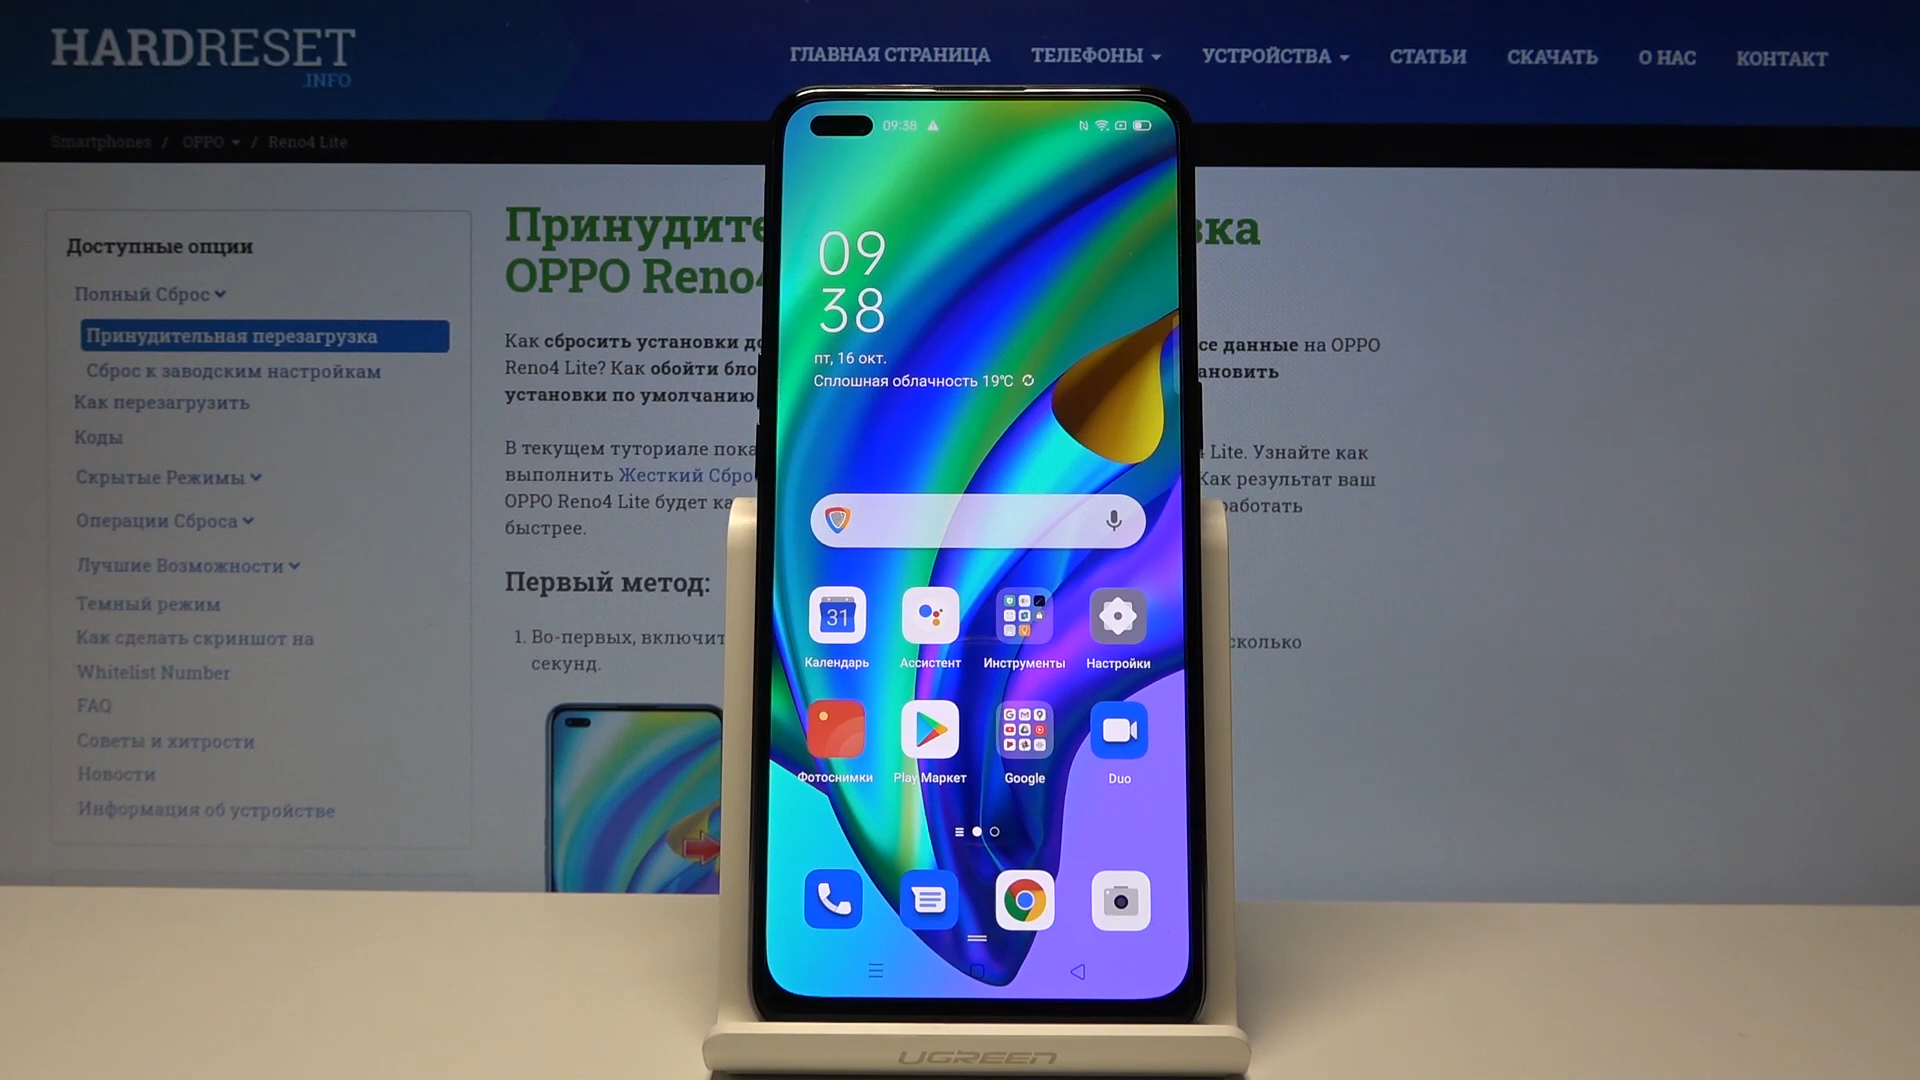 HARDRESET
.INFO
ГЛАВНАЯ СТРАНИЦА ТЕЛЕФОНЫ УСТРОЙСТВА СТАТЬИ СКАЧАТЬ О НАС КОНТАКТ
Smartphones / OPPO / Reno4 Lite
Доступные опции
Полный Сброс
Принудительная перезагрузка
Сброс к заводским настройкам
Как перезагрузить
Коды
Скрытые Режимы
Операции Сброса
Лучшие Возможности
Темный режим
Как сделать скриншот на
Whitelist Number
FAQ
Советы и хитрости
Новости
Информация об устройстве
Принудите вка
OPPO Reno4
Как сбросить установки до се данные на OPPO
Reno4 Lite? Как обойти бло ановить
установки по умолчанию
В текущем туториале пока Lite. Узнайте как
выполнить Жесткий Сбро Как результат ваш
OPPO Reno4 Lite будет ка работать
быстрее.
Первый метод:
1. Во-первых, включит сколько
секунд.
09:38
09
38
пт, 16 окт.
Сплошная облачность 19°C
31
Календарь Ассистент Инструменты Настройки
Фотоснимки Play Маркет Google Duo
UGREEN